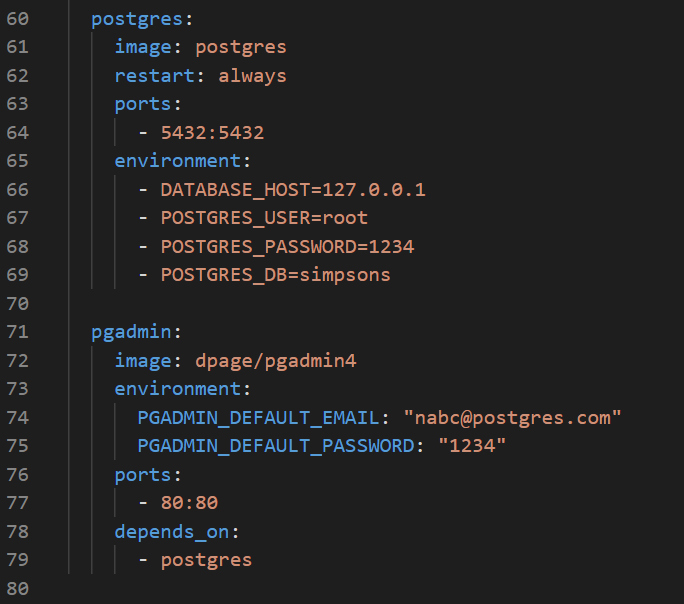 60 postgres:
61 image: postgres
62 restart: always
63 ports:
64 - 5432:5432
65 environment:
66 - DATABASE_HOST=127.0.0.1
67 - POSTGRES_USER=root
68 - POSTGRES_PASSWORD=1234
69 - POSTGRES_DB=simpsons
70
71 pgadmin:
72 image: dpage/pgadmin4
73 environment:
74 PGADMIN_DEFAULT_EMAIL: "nabc@postgres.com"
75 PGADMIN_DEFAULT_PASSWORD: "1234"
76 ports:
77 - 80:80
78 depends_on:
79 - postgres
80